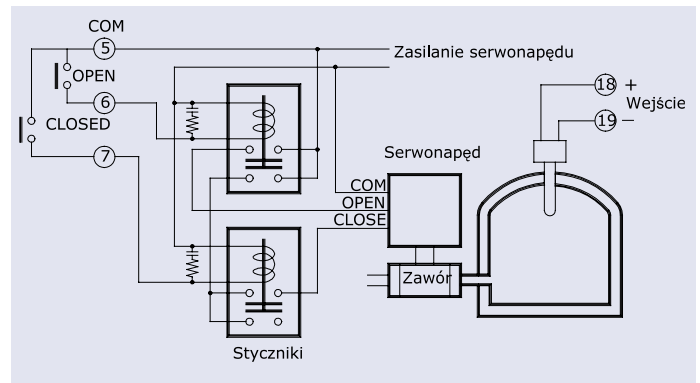 COM
5
Zasilanie serwonapędu
OPEN
6
CLOSED
7
18 +
Wejście
19 −
Serwonapęd
COM
OPEN
CLOSE
Zawór
Styczniki